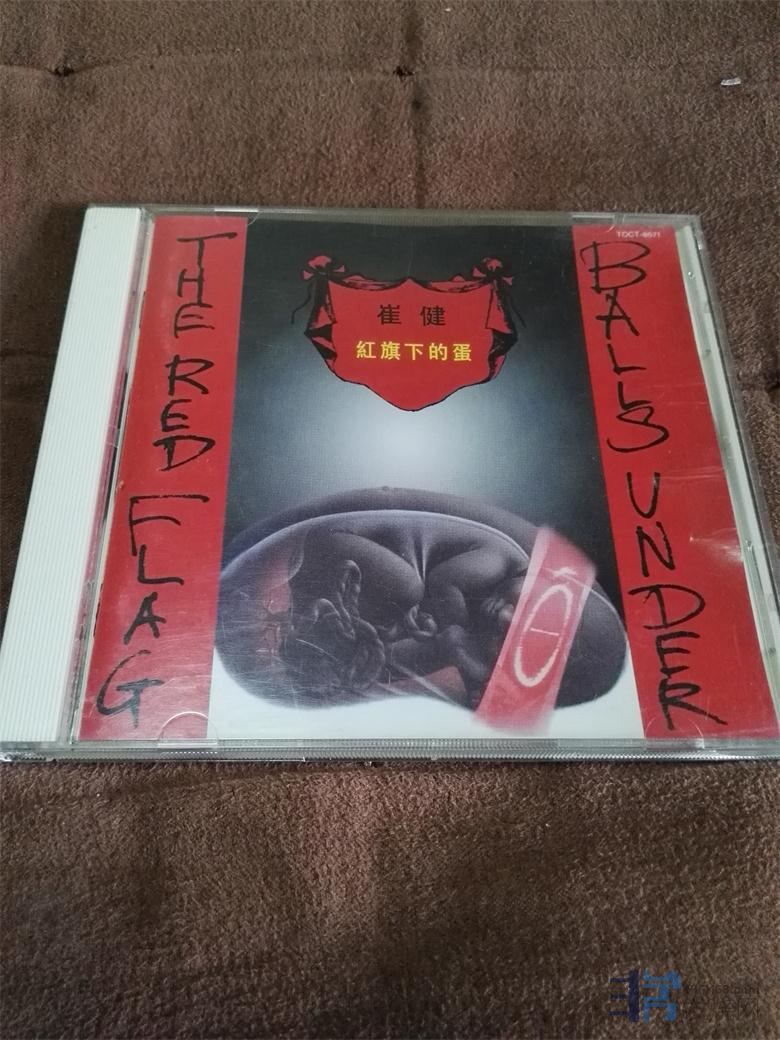 TOCT-8571
崔健
紅旗下的蛋
BALLS UNDER
THE RED FLAG